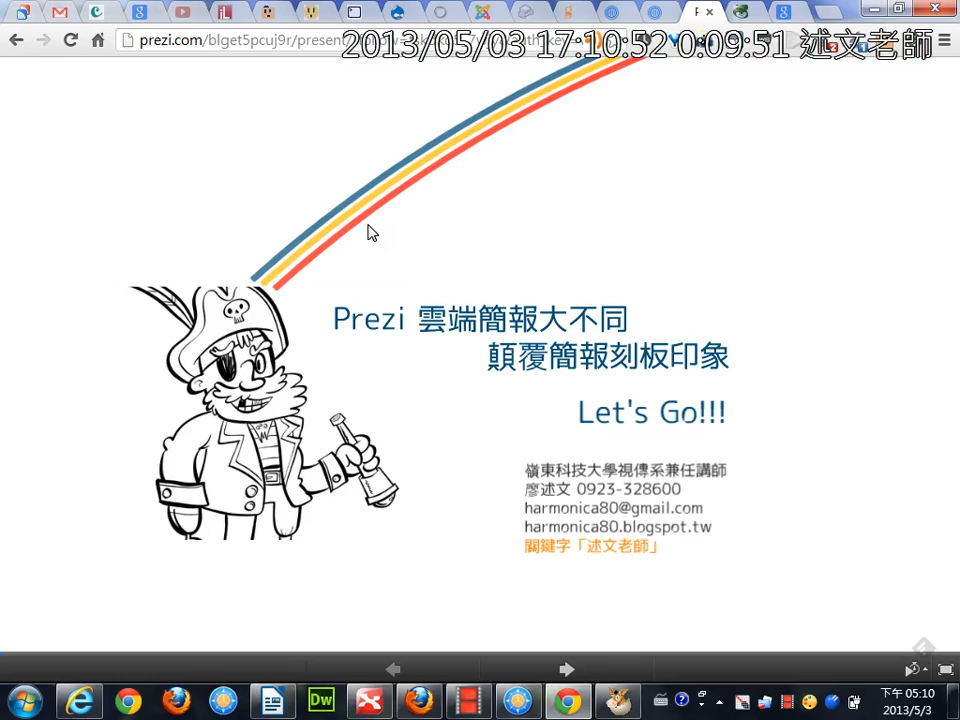 prezi.com/blget5pcuj9r/present
2013/05/03 17:10:52 0:09:51 述文老師
Prezi 雲端簡報大不同
顛覆簡報刻板印象
Let's Go!!!
嶺東科技大學視傳系兼任講師
廖述文 0923-328600
harmonica80@gmail.com
harmonica80.blogspot.tw
關鍵字「述文老師」
Dw
下午 05:10
2013/5/3